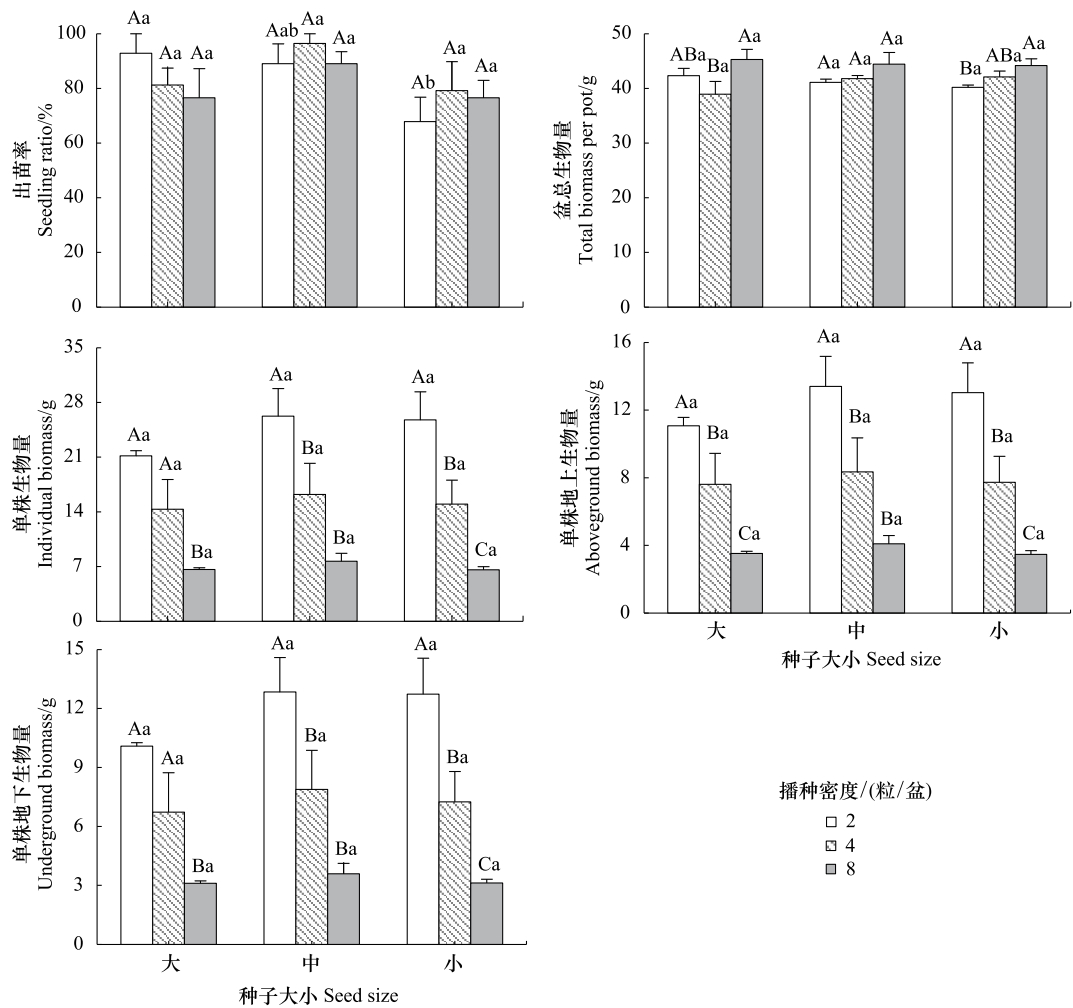 出苗率
Seedling ratio/%
100
80
60
40
20
0
Aa
Aa
Aa
Aab
Aa
Aa
Ab
Aa
Aa
盆总生物量
Total biomass per pot/g
50
40
30
20
10
0
ABa
Ba
Aa
Aa
Aa
Aa
Ba
ABa
Aa
单株生物量
Individual biomass/g
35
28
21
14
7
0
Aa
Aa
Ba
Aa
Ba
Ba
Aa
Ba
Ca
单株地上生物量
Aboveground biomass/g
16
12
8
4
0
Aa
Ba
Ca
Aa
Ba
Ba
Aa
Ba
Ca
大 中 小
种子大小 Seed size
单株地下生物量
Underground biomass/g
15
12
9
6
3
0
Aa
Aa
Ba
Aa
Ba
Ba
Aa
Ba
Ca
大 中 小
种子大小 Seed size
播种密度/(粒/盆)
2
4
8